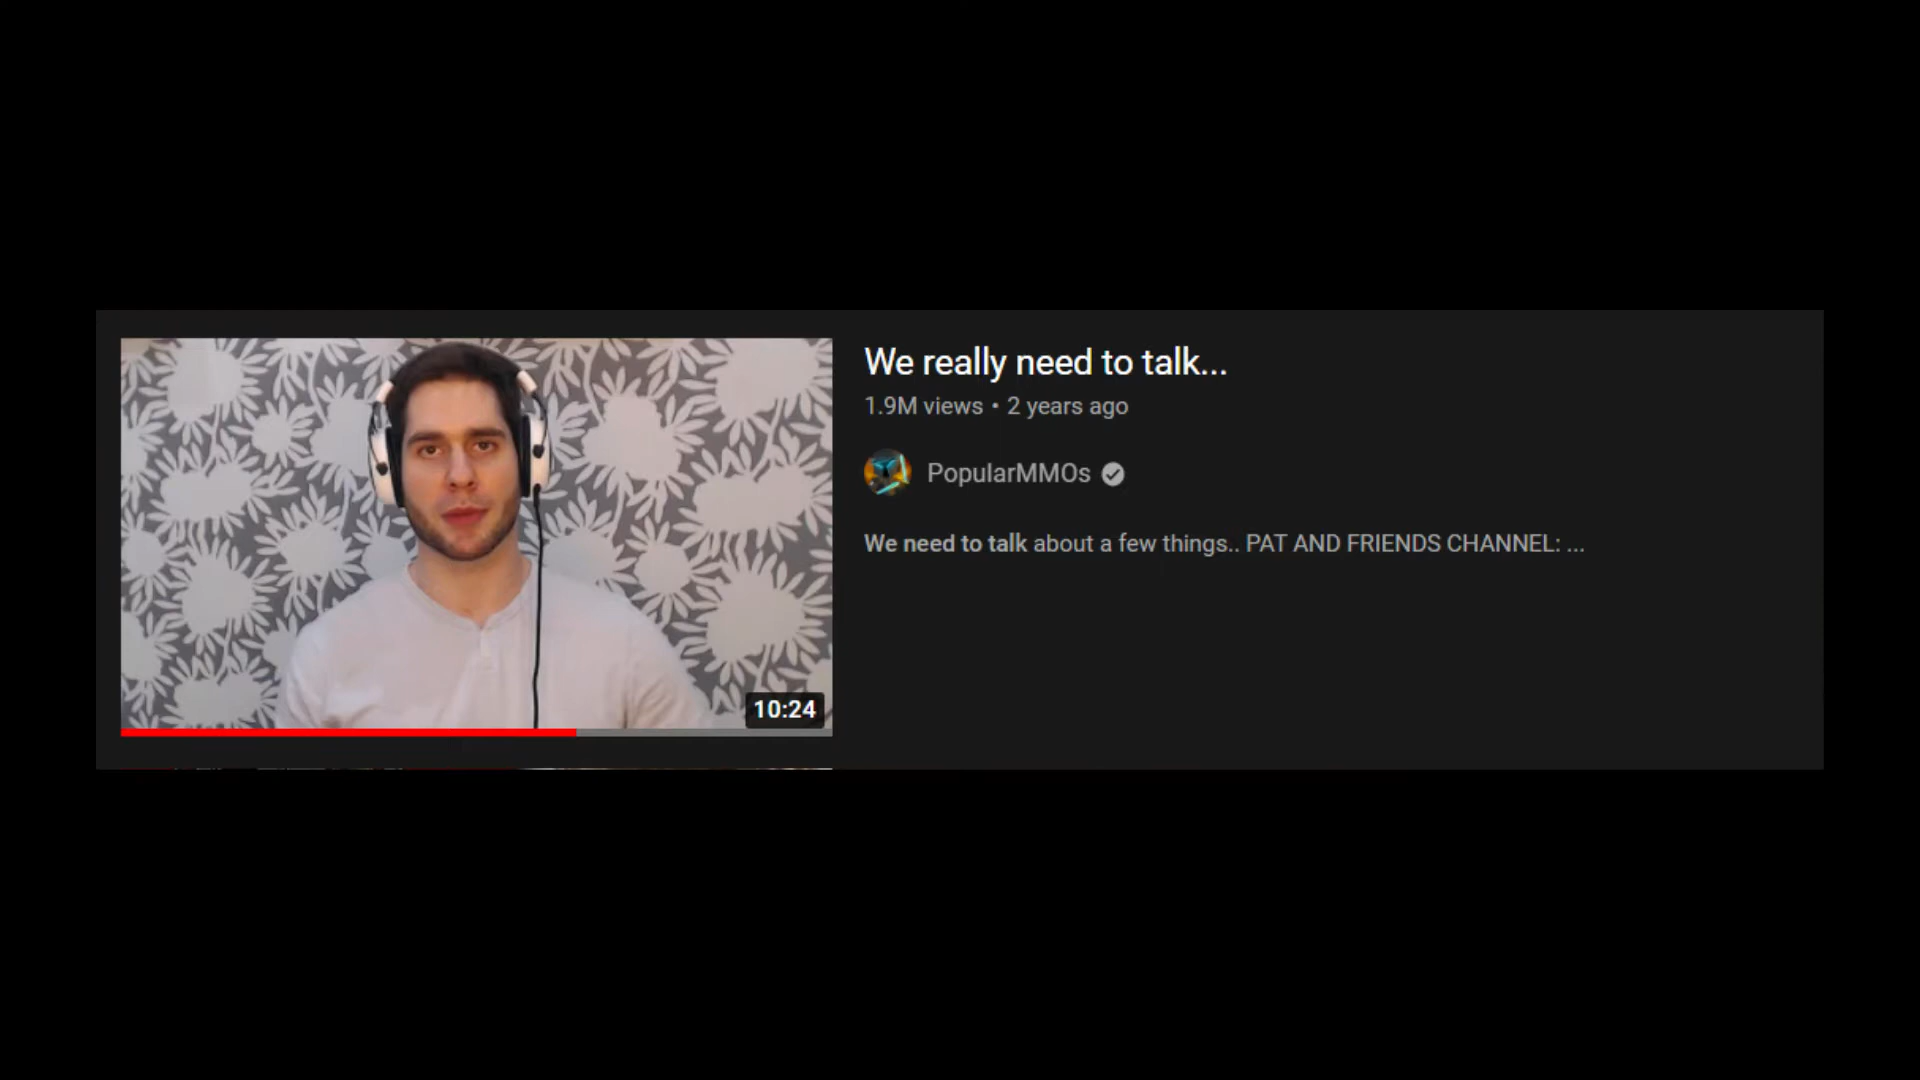 We really need to talk...
1.9M views • 2 years ago
PopularMMOs
We need to talk about a few things.. PAT AND FRIENDS CHANNEL: ...
10:24